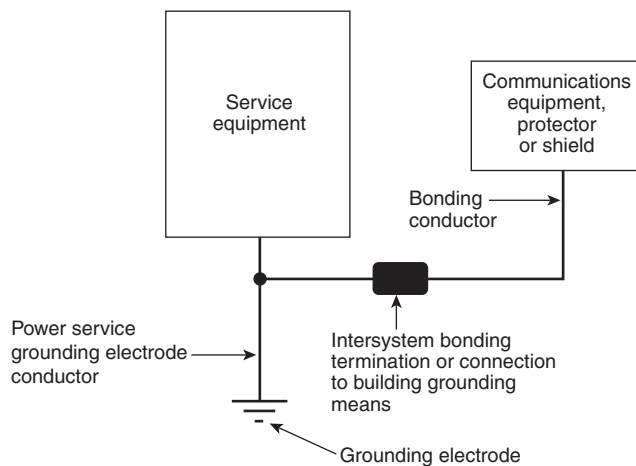 Service
equipment
Communications
equipment,
protector
or shield
Bonding
conductor
Power service
grounding electrode
conductor
Intersystem bonding
termination or connection
to building grounding
means
Grounding electrode